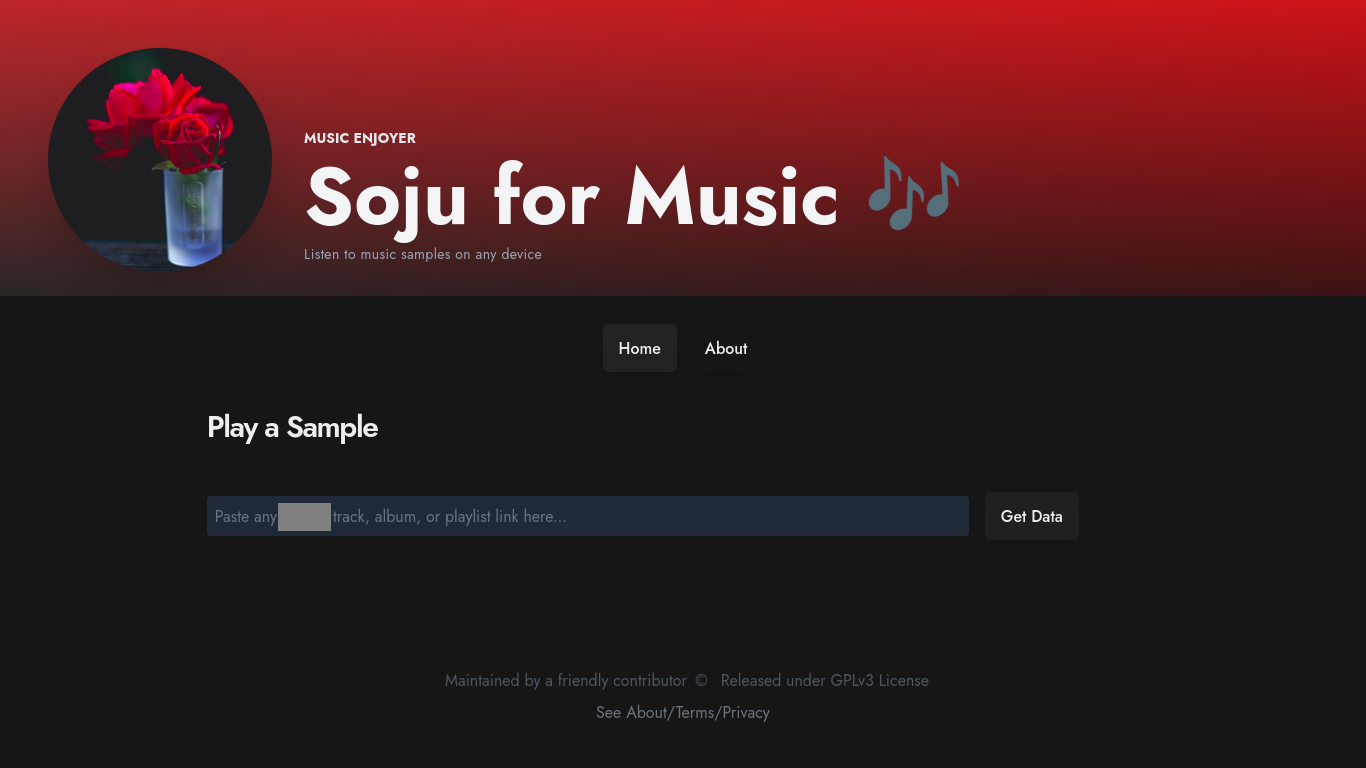 MUSIC ENJOYER
Soju for Music 🎶
Listen to music samples on any device
Home
About
Play a Sample
Paste any track, album, or playlist link here...
Get Data
Maintained by a friendly contributor © Released under GPLv3 License
See About/Terms/Privacy